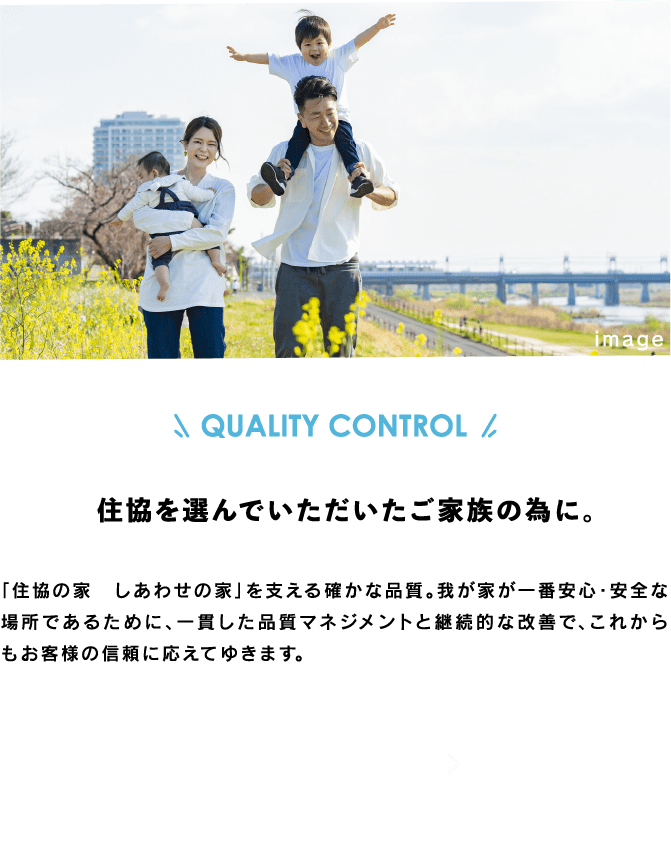 image
QUALITY CONTROL
住協を選んでいただいたご家族の為に。
「住協の家　しあわせの家」を支える確かな品質。我が家が一番安心・安全な
場所であるために、一貫した品質マネジメントと継続的な改善で、これから
もお客様の信頼に応えてゆきます。